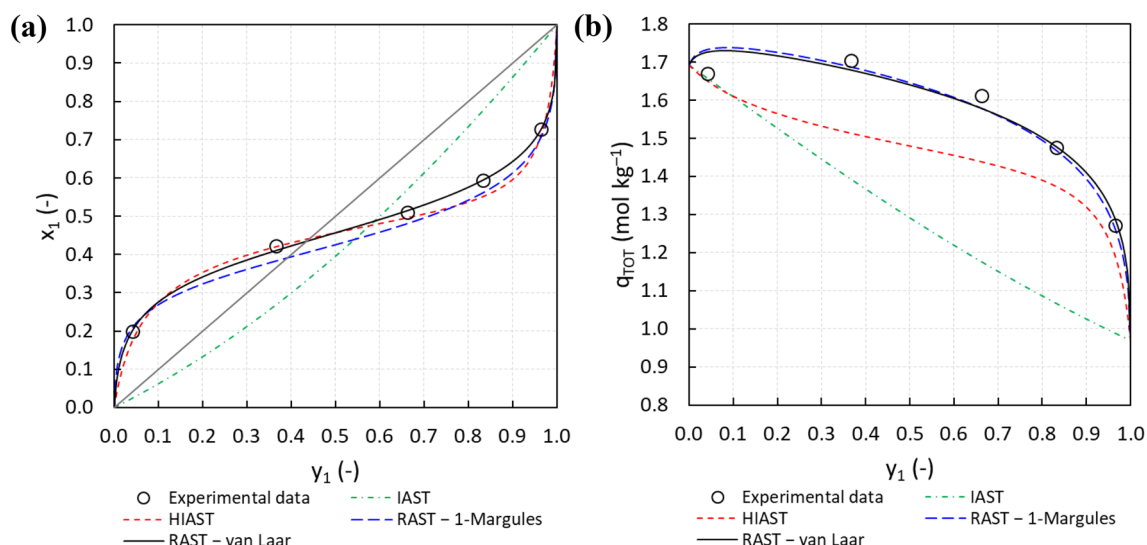 (a)
x1 (-)
1.0
0.9
0.8
0.7
0.6
0.5
0.4
0.3
0.2
0.1
0.0
0.0 0.1 0.2 0.3 0.4 0.5 0.6 0.7 0.8 0.9 1.0
y1 (-)
Experimental data IAST
HIAST RAST – 1-Margules
RAST – van Laar
(b)
qTOT (mol kg−1)
1.8
1.7
1.6
1.5
1.4
1.3
1.2
1.1
1.0
0.9
0.8
0.0 0.1 0.2 0.3 0.4 0.5 0.6 0.7 0.8 0.9 1.0
y1 (-)
Experimental data IAST
HIAST RAST – 1-Margules
RAST – van Laar